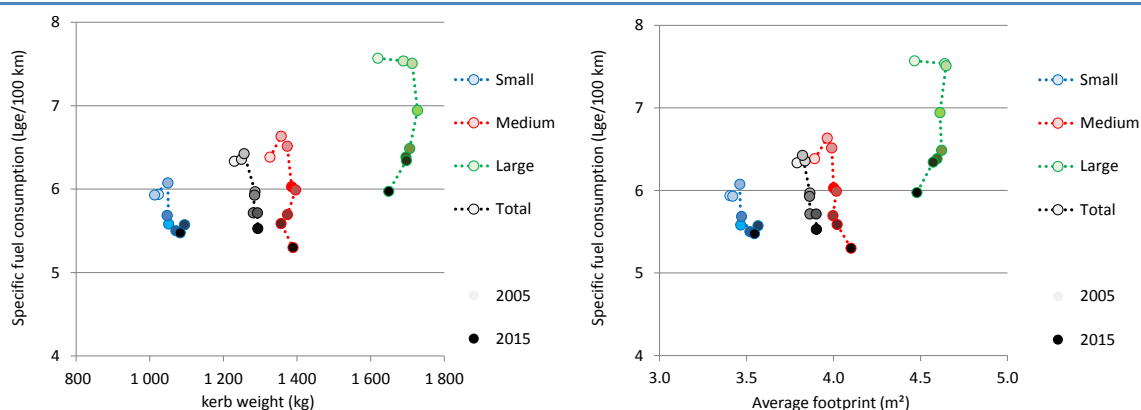 Specific fuel consumption (Lge/100 km)
8
7
6
5
4
800
1 000
1 200
1 400
1 600
1 800
kerb weight (kg)
Small
Medium
Large
Total
2005
2015
Specific fuel consumption (Lge/100 km)
8
7
6
5
4
3.0
3.5
4.0
4.5
5.0
Average footprint (m²)
Small
Medium
Large
Total
2005
2015